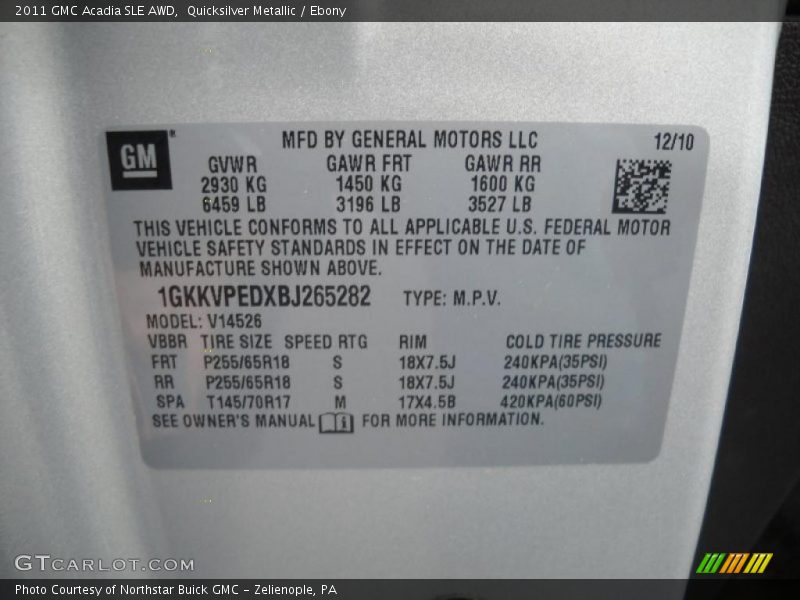 2011 GMC Acadia SLE AWD,  Quicksilver Metallic / Ebony
GM®
MFD BY GENERAL MOTORS LLC
12/10
GVWR GAWR FRT GAWR RR
2930 KG 1450 KG 1600 KG
6459 LB 3196 LB 3527 LB
THIS VEHICLE CONFORMS TO ALL APPLICABLE U.S. FEDERAL MOTOR
VEHICLE SAFETY STANDARDS IN EFFECT ON THE DATE OF
MANUFACTURE SHOWN ABOVE.
1GKKVPEDXBJ265282 TYPE: M.P.V.
MODEL: V14526
VBBR TIRE SIZE SPEED RTG RIM COLD TIRE PRESSURE
FRT P255/65R18 S 18X7.5J 240KPA(35PSI)
RR P255/65R18 S 18X7.5J 240KPA(35PSI)
SPA T145/70R17 M 17X4.5B 420KPA(60PSI)
SEE OWNER'S MANUAL i FOR MORE INFORMATION.
GTCARLOT.COM
Photo Courtesy of Northstar Buick GMC - Zelienople, PA